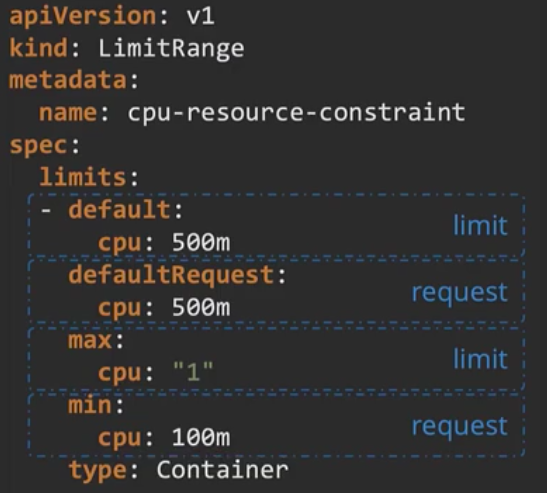 apiVersion: v1
kind: LimitRange
metadata:
  name: cpu-resource-constraint
spec:
  limits:
  - default:
      cpu: 500m
limit
    defaultRequest:
      cpu: 500m
request
    max:
      cpu: "1"
limit
    min:
      cpu: 100m
request
    type: Container